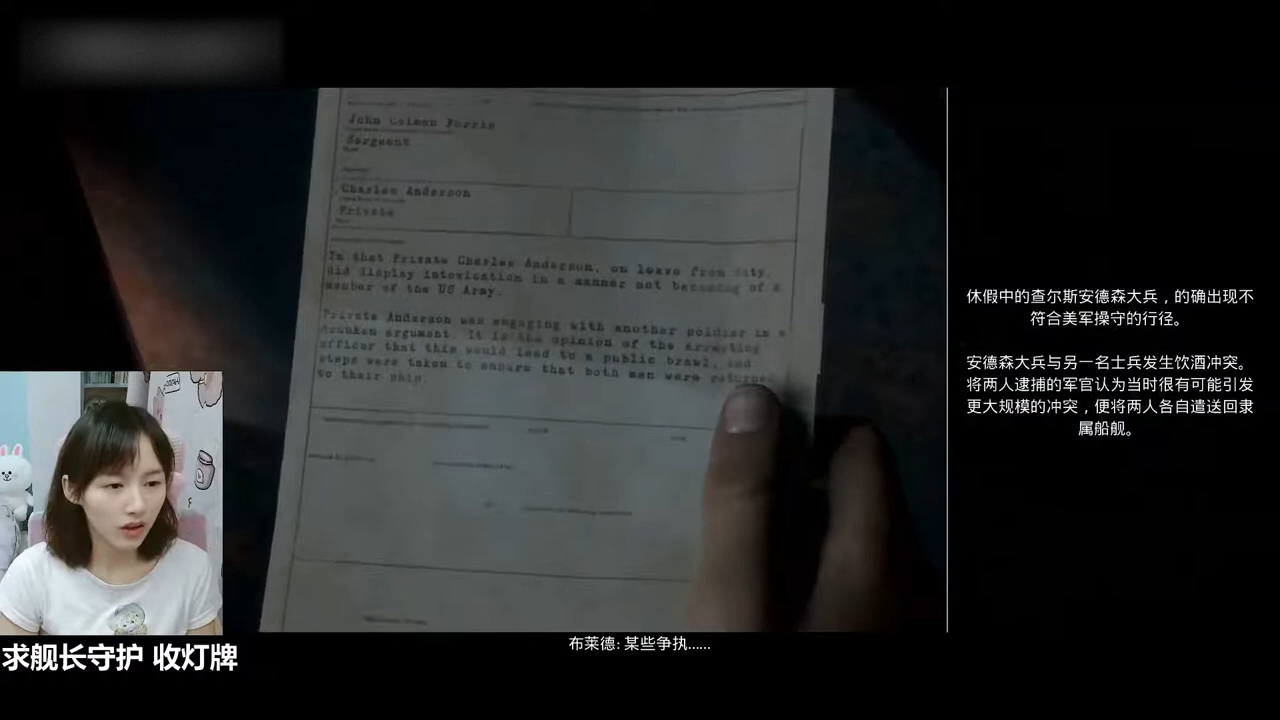 John Colman Farris
Serguent
Charles Anderson
Private
In that Private Charles Anderson, on leave from duty,
did display intoxication in a manner not becoming of a
member of the US Army.
Private Anderson was engaging with another soldier in a
drunken argument. It is the opinion of the arresting
officer that this would lead to a public brawl, and
steps were taken to ensure that both men were returned
to their ship.
休假中的查尔斯安德森大兵，的确出现不
符合美军操守的行径。
安德森大兵与另一名士兵发生饮酒冲突。
将两人逮捕的军官认为当时很有可能引发
更大规模的冲突，便将两人各自遣送回隶
属船舰。
布莱德: 某些争执......
求舰长守护 收灯牌